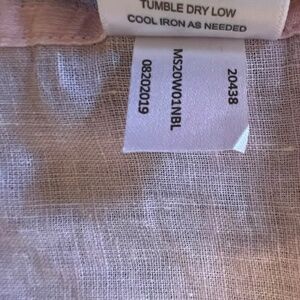 TUMBLE DRY LOW
COOL IRON AS NEEDED
20438
MS20W01NBL
08202019